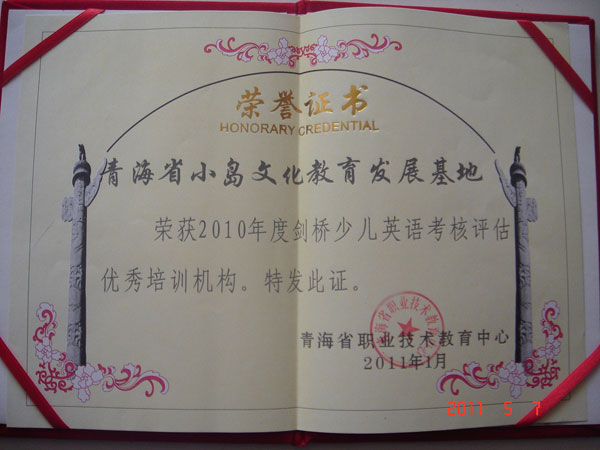 荣誉证书
HONORARY CREDENTIAL
青海省小岛文化教育发展基地
荣获2010年度剑桥少儿英语考核评估
优秀培训机构。特发此证。
青海省职业技术教育中心
2011年1月
2011 5 7